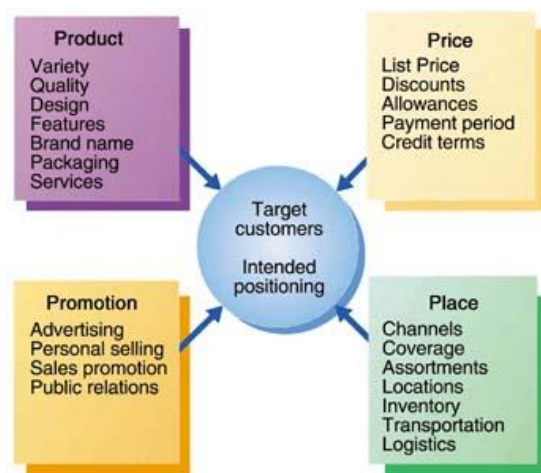 Product
Variety
Quality
Design
Features
Brand name
Packaging
Services
Price
List Price
Discounts
Allowances
Payment period
Credit terms
Target
customers
Intended
positioning
Promotion
Advertising
Personal selling
Sales promotion
Public relations
Place
Channels
Coverage
Assortments
Locations
Inventory
Transportation
Logistics